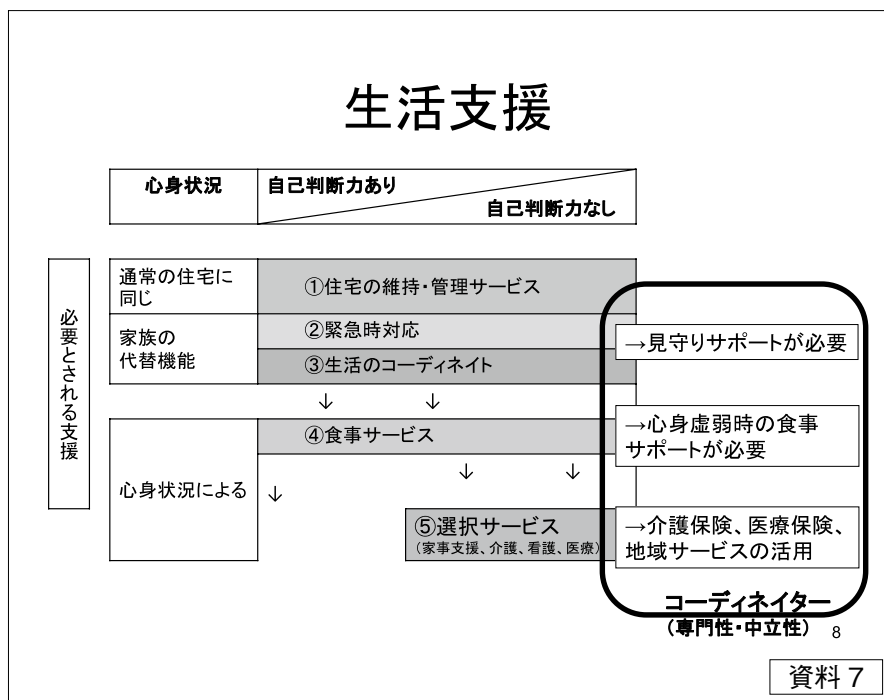 生活支援
心身状況
自己判断力あり
自己判断力なし
必要とされる支援
通常の住宅に
同じ
①住宅の維持・管理サービス
家族の
代替機能
②緊急時対応
→見守りサポートが必要
③生活のコーディネイト
↓ ↓
④食事サービス
→心身虚弱時の食事
サポートが必要
心身状況による
↓ ↓ ↓
⑤選択サービス
(家事支援、介護、看護、医療)
→介護保険、医療保険、
地域サービスの活用
コーディネイター
(専門性・中立性)
8
資料7